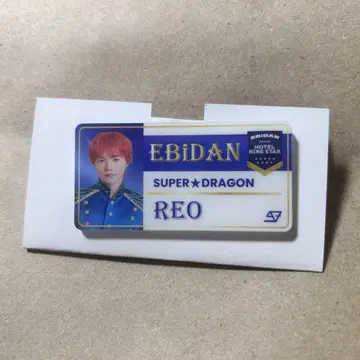 EBiDAN
SUPER★DRAGON
REO
EBiDAN
HOTEL
NINE STAR